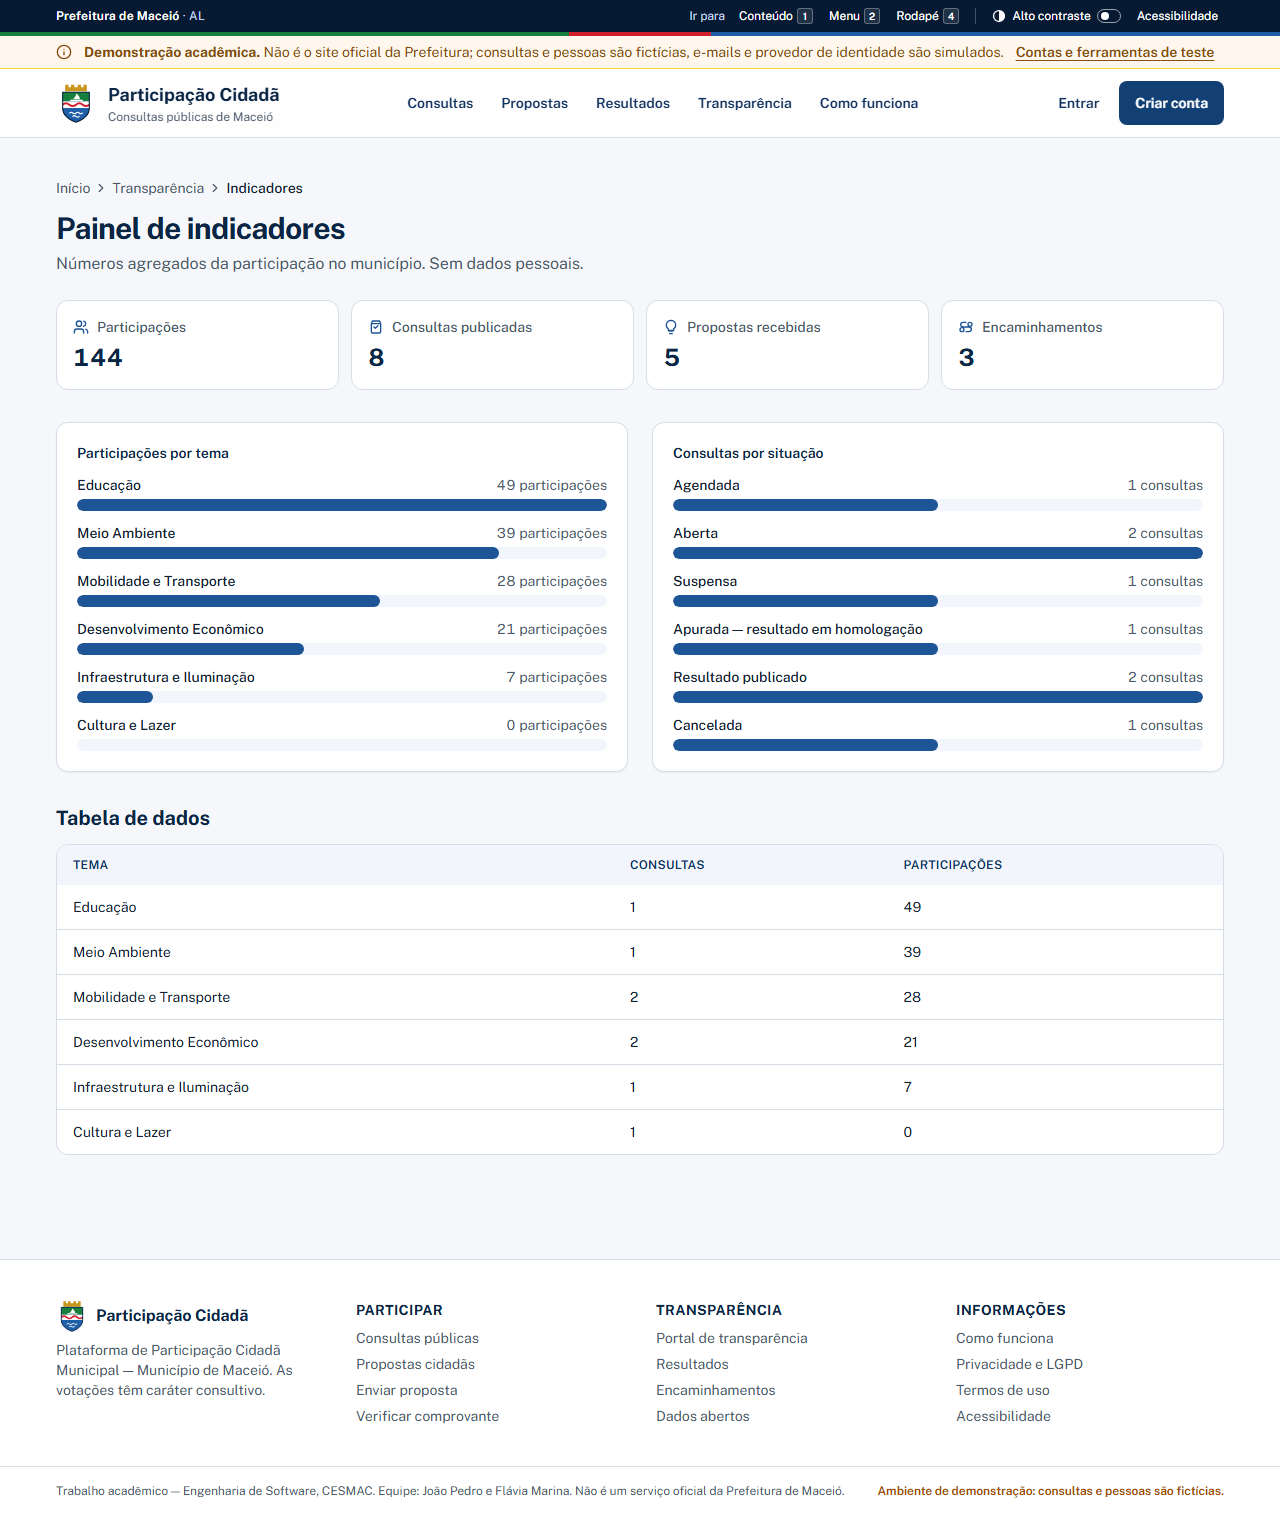 Prefeitura de Maceió · AL
Ir para Conteúdo 1 Menu 2 Rodapé 4 Alto contraste Acessibilidade
Demonstração acadêmica. Não é o site oficial da Prefeitura; consultas e pessoas são fictícias, e-mails e provedor de identidade são simulados. Contas e ferramentas de teste
Participação Cidadã
Consultas públicas de Maceió
Consultas Propostas Resultados Transparência Como funciona
Entrar Criar conta
Início > Transparência > Indicadores
Painel de indicadores
Números agregados da participação no município. Sem dados pessoais.
Participações
144
Consultas publicadas
8
Propostas recebidas
5
Encaminhamentos
3
Participações por tema
Educação 49 participações
Meio Ambiente 39 participações
Mobilidade e Transporte 28 participações
Desenvolvimento Econômico 21 participações
Infraestrutura e Iluminação 7 participações
Cultura e Lazer 0 participações
Consultas por situação
Agendada 1 consultas
Aberta 2 consultas
Suspensa 1 consultas
Apurada — resultado em homologação 1 consultas
Resultado publicado 2 consultas
Cancelada 1 consultas
Tabela de dados
TEMA CONSULTAS PARTICIPAÇÕES
Educação 1 49
Meio Ambiente 1 39
Mobilidade e Transporte 2 28
Desenvolvimento Econômico 2 21
Infraestrutura e Iluminação 1 7
Cultura e Lazer 1 0
Participação Cidadã
Plataforma de Participação Cidadã
Municipal — Município de Maceió. As
votações têm caráter consultivo.
PARTICIPAR
Consultas públicas
Propostas cidadãs
Enviar proposta
Verificar comprovante
TRANSPARÊNCIA
Portal de transparência
Resultados
Encaminhamentos
Dados abertos
INFORMAÇÕES
Como funciona
Privacidade e LGPD
Termos de uso
Acessibilidade
Trabalho acadêmico — Engenharia de Software, CESMAC. Equipe: João Pedro e Flávia Marina. Não é um serviço oficial da Prefeitura de Maceió.
Ambiente de demonstração: consultas e pessoas são fictícias.